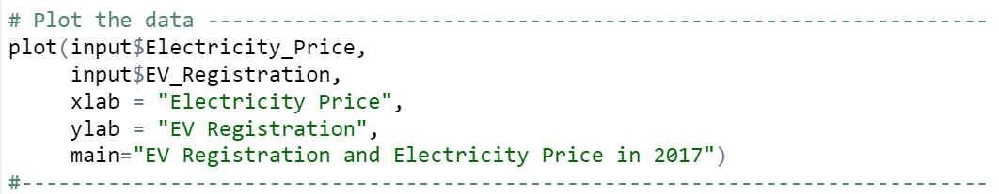 # Plot the data ---------------------------------------------------------------
plot(input$Electricity_Price,
     input$EV_Registration,
     xlab = "Electricity Price",
     ylab = "EV Registration",
     main="EV Registration and Electricity Price in 2017")
#-------------------------------------------------------------------------------